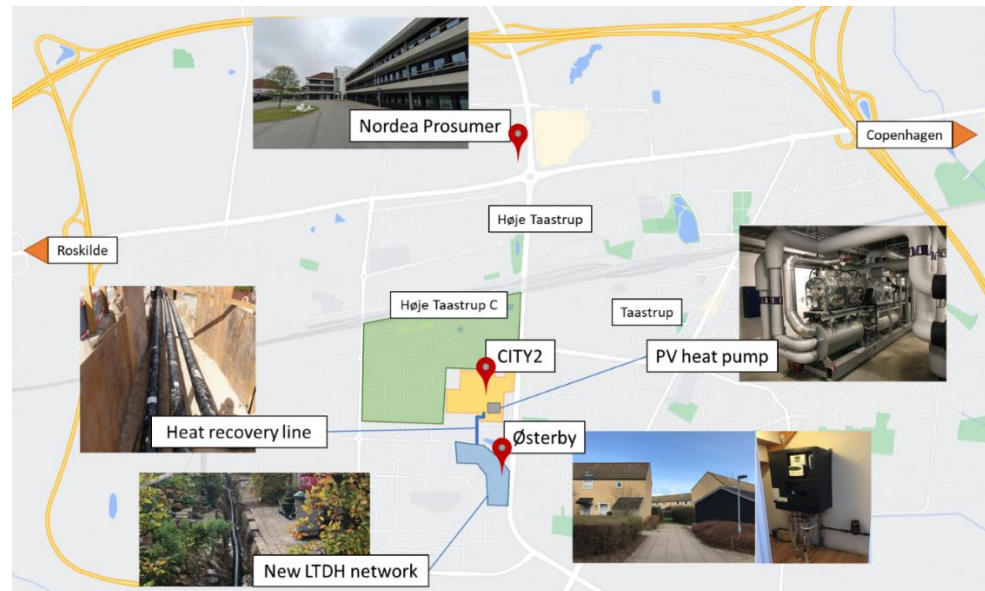 Nordea Prosumer
Copenhagen
Høje Taastrup
Roskilde
Høje Taastrup C
Taastrup
CITY2
PV heat pump
Heat recovery line
Østerby
New LTDH network